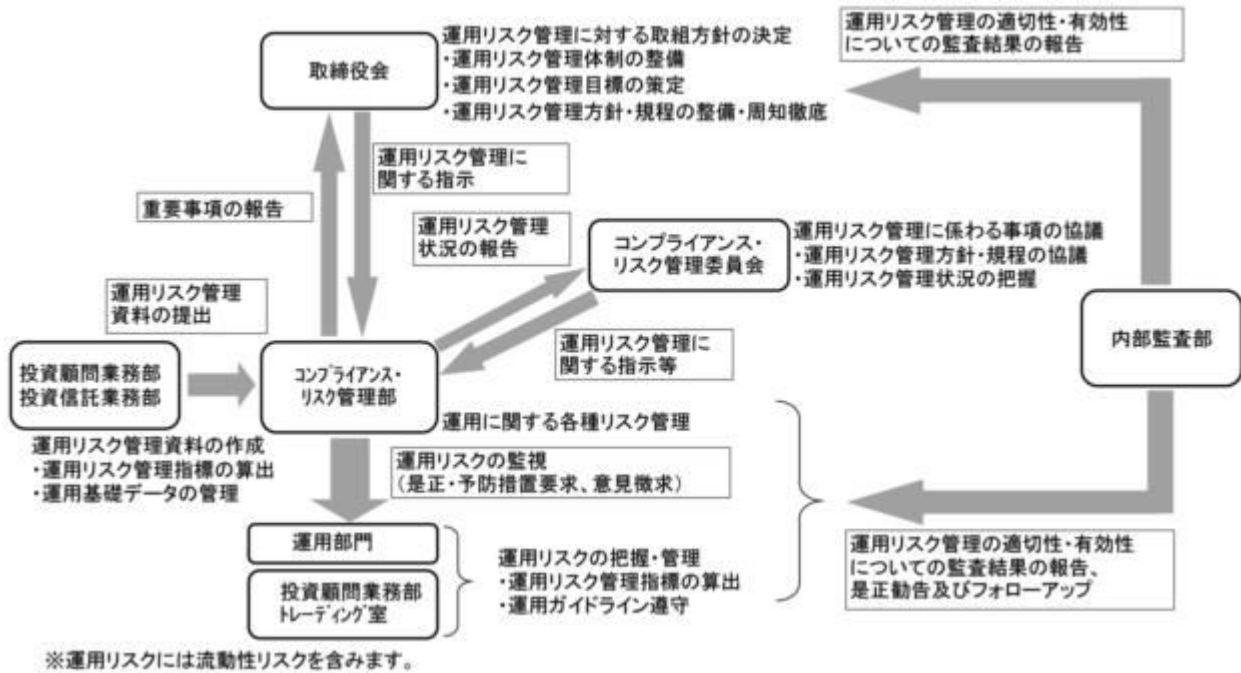 取締役会
運用リスク管理に対する取組方針の決定
・運用リスク管理体制の整備
・運用リスク管理目標の策定
・運用リスク管理方針・規程の整備・周知徹底
運用リスク管理の適切性・有効性
についての監査結果の報告
運用リスク管理に
関する指示
重要事項の報告
運用リスク管理
状況の報告
コンプライアンス・
リスク管理委員会
運用リスク管理に係わる事項の協議
・運用リスク管理方針・規程の協議
・運用リスク管理状況の把握
運用リスク管理
資料の提出
内部監査部
投資顧問業務部
投資信託業務部
コンプライアンス・
リスク管理部
運用リスク管理に
関する指示等
運用に関する各種リスク管理
運用リスク管理資料の作成
・運用リスク管理指標の算出
・運用基礎データの管理
運用リスクの監視
(是正・予防措置要求、意見徴求)
運用部門
投資顧問業務部
トレーディング室
運用リスクの把握・管理
・運用リスク管理指標の算出
・運用ガイドライン遵守
運用リスク管理の適切性・有効性
についての監査結果の報告、
是正勧告及びフォローアップ
※運用リスクには流動性リスクを含みます。